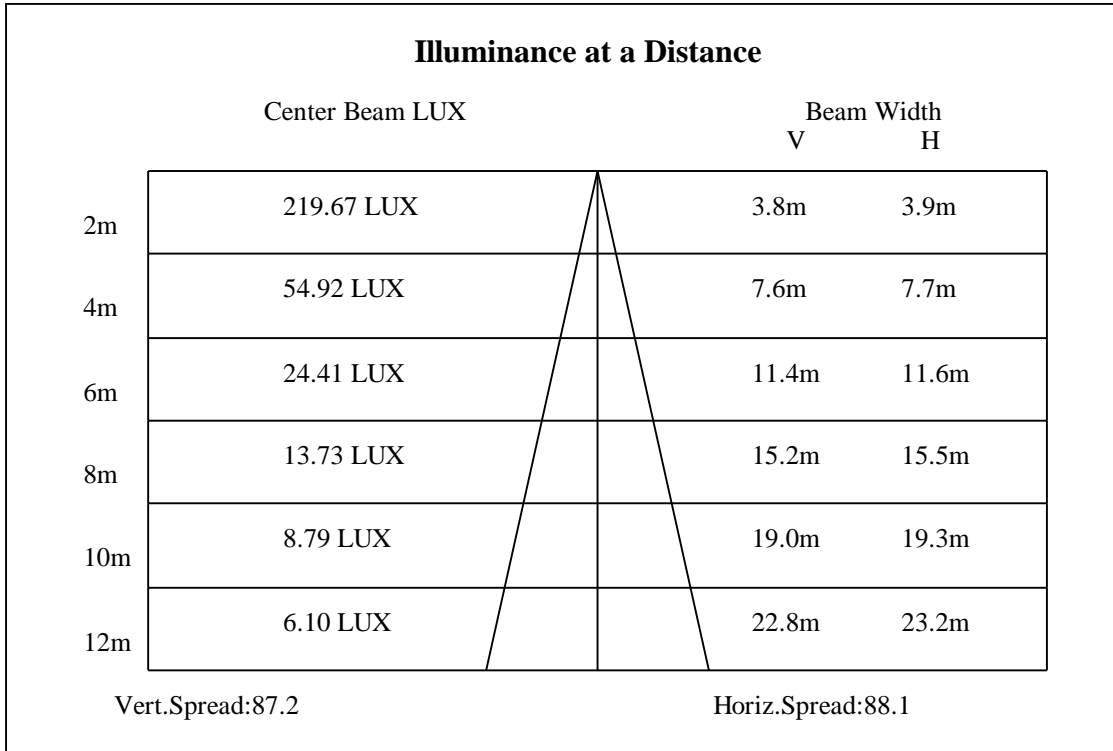 Illuminance at a Distance
Center Beam LUX Beam Width
V H
2m 219.67 LUX 3.8m 3.9m
4m 54.92 LUX 7.6m 7.7m
6m 24.41 LUX 11.4m 11.6m
8m 13.73 LUX 15.2m 15.5m
10m 8.79 LUX 19.0m 19.3m
12m 6.10 LUX 22.8m 23.2m
Vert.Spread:87.2 Horiz.Spread:88.1